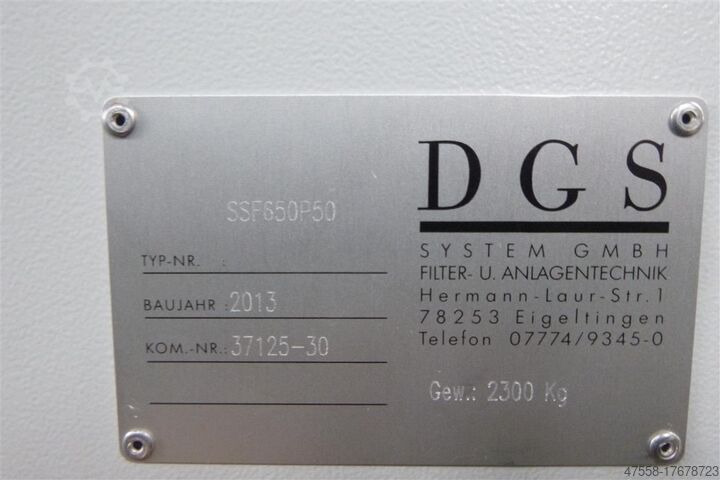 SSF650P50
TYP-NR. :
BAUJAHR : 2013
KOM.-NR.: 37125-30
DGS
SYSTEM GMBH
FILTER- U. ANLAGENTECHNIK
Hermann-Laur-Str.1
78253 Eigeltingen
Telefon 07774/9345-0
Gew.: 2300 Kg
47558-17678723